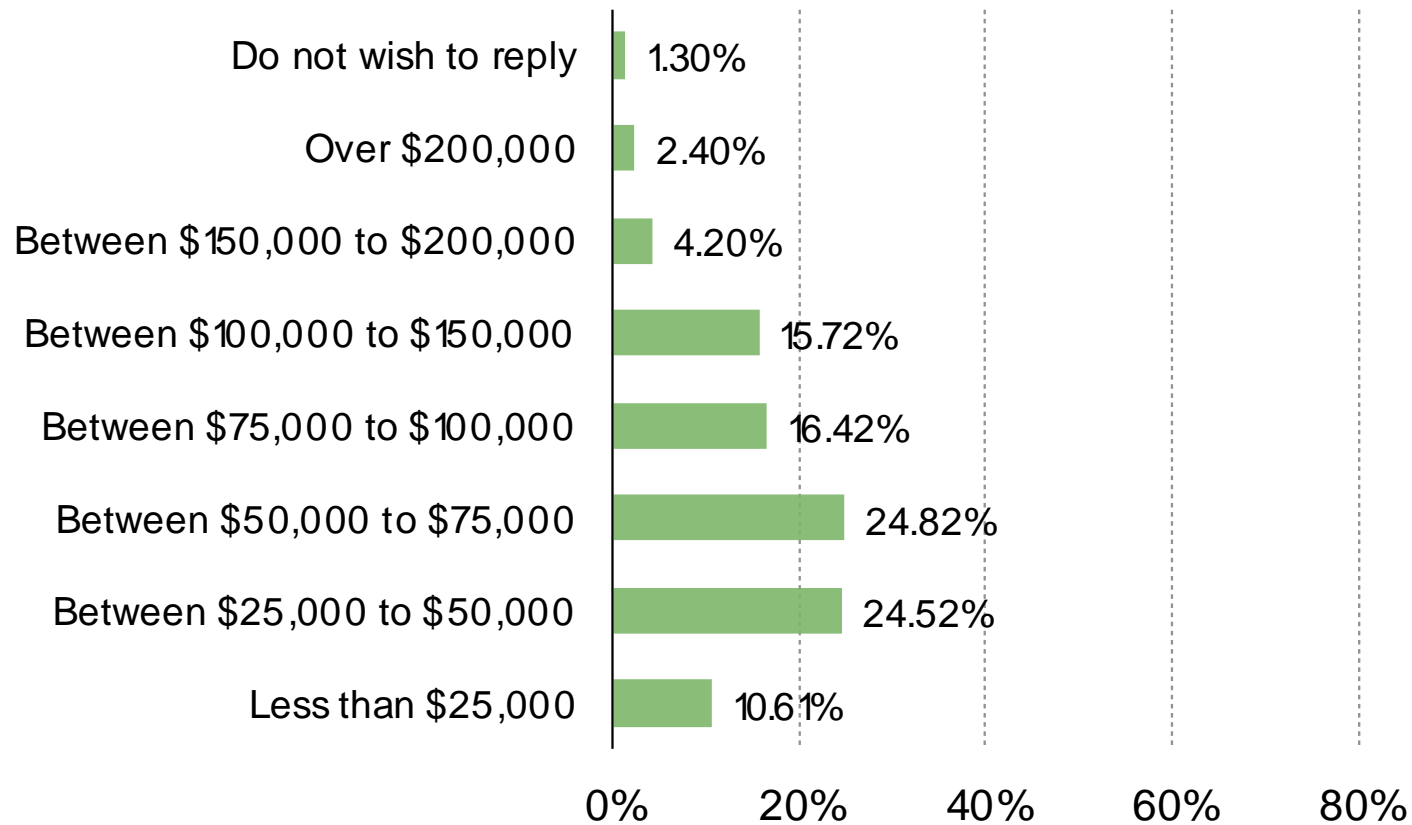 Do not wish to reply 1.30%
Over $200,000 2.40%
Between $150,000 to $200,000 4.20%
Between $100,000 to $150,000 15.72%
Between $75,000 to $100,000 16.42%
Between $50,000 to $75,000 24.82%
Between $25,000 to $50,000 24.52%
Less than $25,000 10.61%
0% 20% 40% 60% 80%